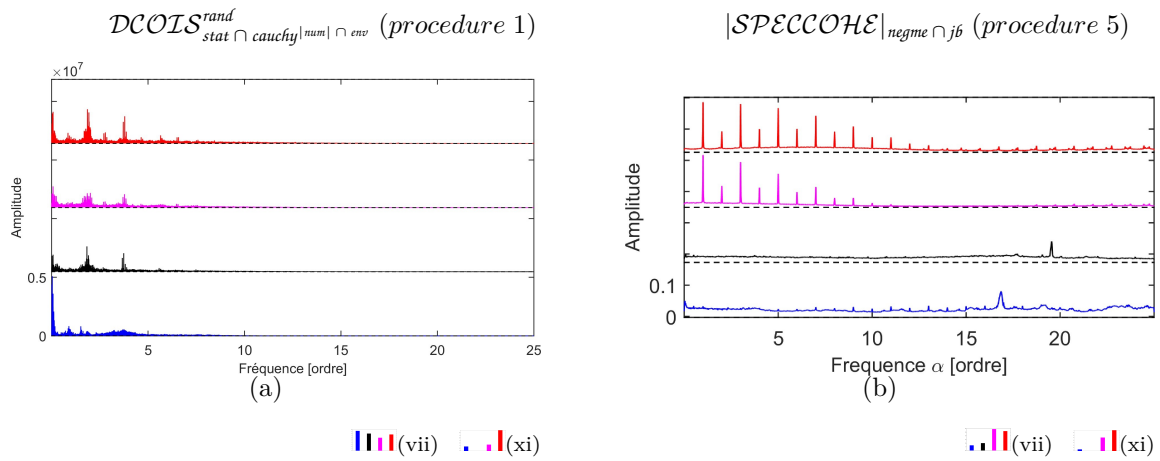 𝒟𝒞𝒪ℐ𝒮^{rand}_{stat ∩ cauchy^{|num| ∩ env}} (procedure 1)
|𝒮𝒫ℰ𝒞𝒞𝒪ℋℰ|_{negme ∩ jb} (procedure 5)
×10^7
Amplitude
0.5
0
5
10
15
20
25
Fréquence [ordre]
(a)
Amplitude
0.1
0
5
10
15
20
Frequence α [ordre]
(b)
(vii)
(xi)
(vii)
(xi)